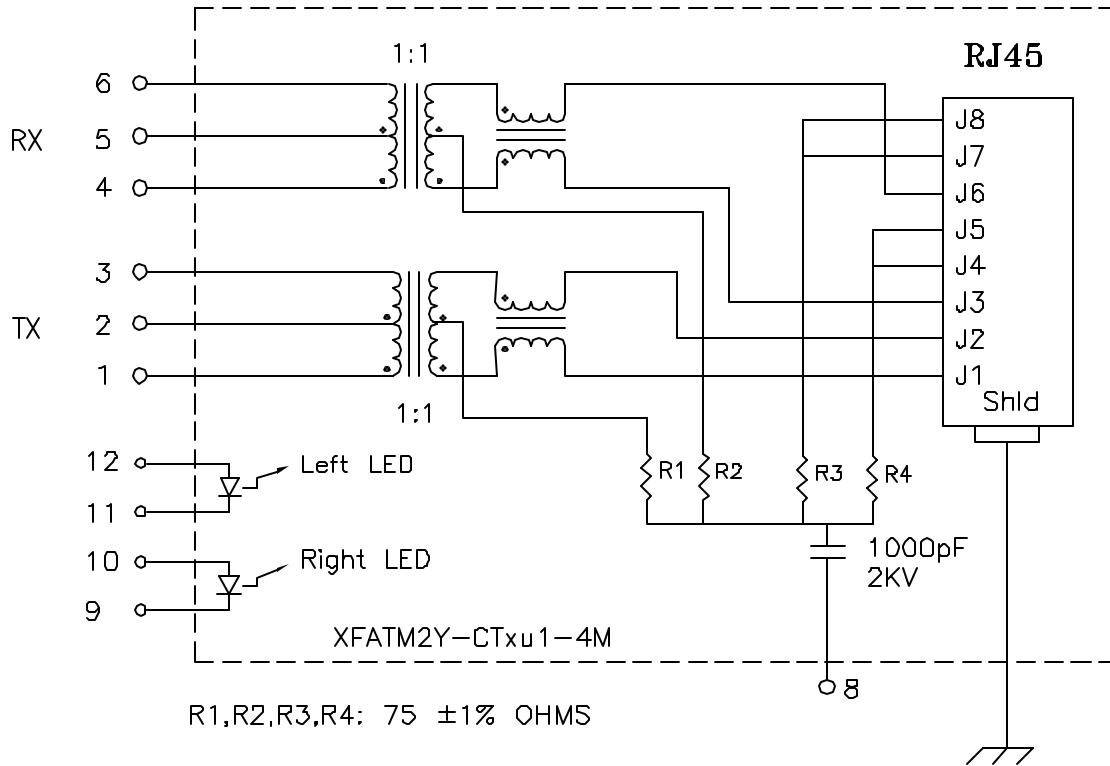 1:1
RJ45
6
RX
5
4
J8
J7
J6
J5
J4
J3
J2
J1
Shld
3
TX
2
1
1:1
12
Left LED
11
R1
R2
R3
R4
10
Right LED
9
1000pF
2KV
XFATM2Y-CTxu1-4M
8
R1,R2,R3,R4: 75 ±1% OHMS